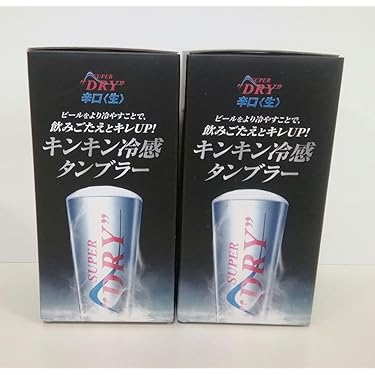 SUPER
"DRY"
辛口〈生〉
ビールをより冷やすことで、
飲みごたえとキレUP!
キンキン冷感
タンブラー
SUPER
"DRY"
SUPER
"DRY"
辛口〈生〉
ビールをより冷やすことで、
飲みごたえとキレUP!
キンキン冷感
タンブラー
SUPER
"DRY"